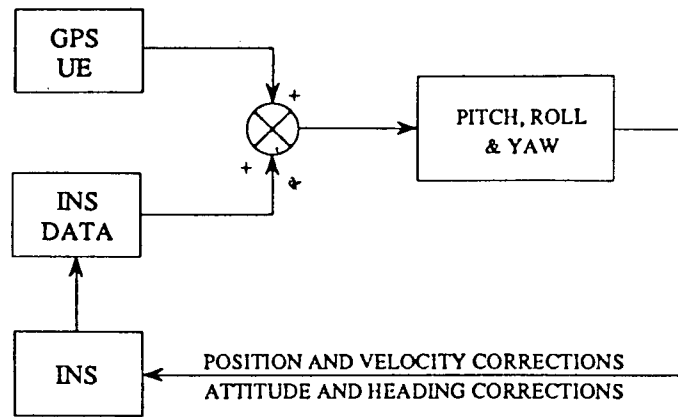 GPS
UE
+
PITCH, ROLL
& YAW
+
INS
DATA
INS
POSITION AND VELOCITY CORRECTIONS
ATTITUDE AND HEADING CORRECTIONS